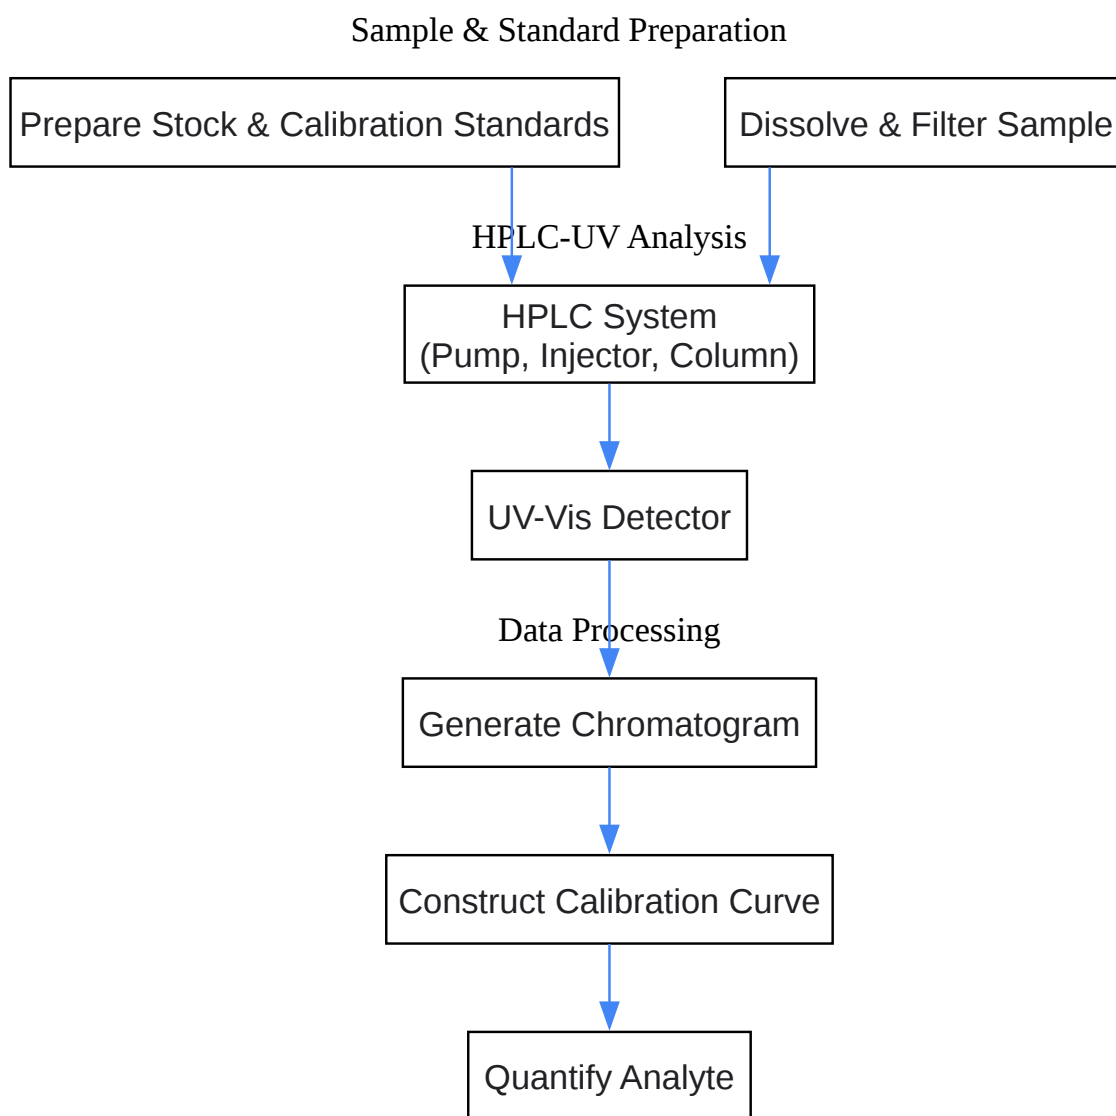 Sample & Standard Preparation
Prepare Stock & Calibration Standards
Dissolve & Filter Sample
HPLC-UV Analysis
HPLC System
(Pump, Injector, Column)
UV-Vis Detector
Data Processing
Generate Chromatogram
Construct Calibration Curve
Quantify Analyte